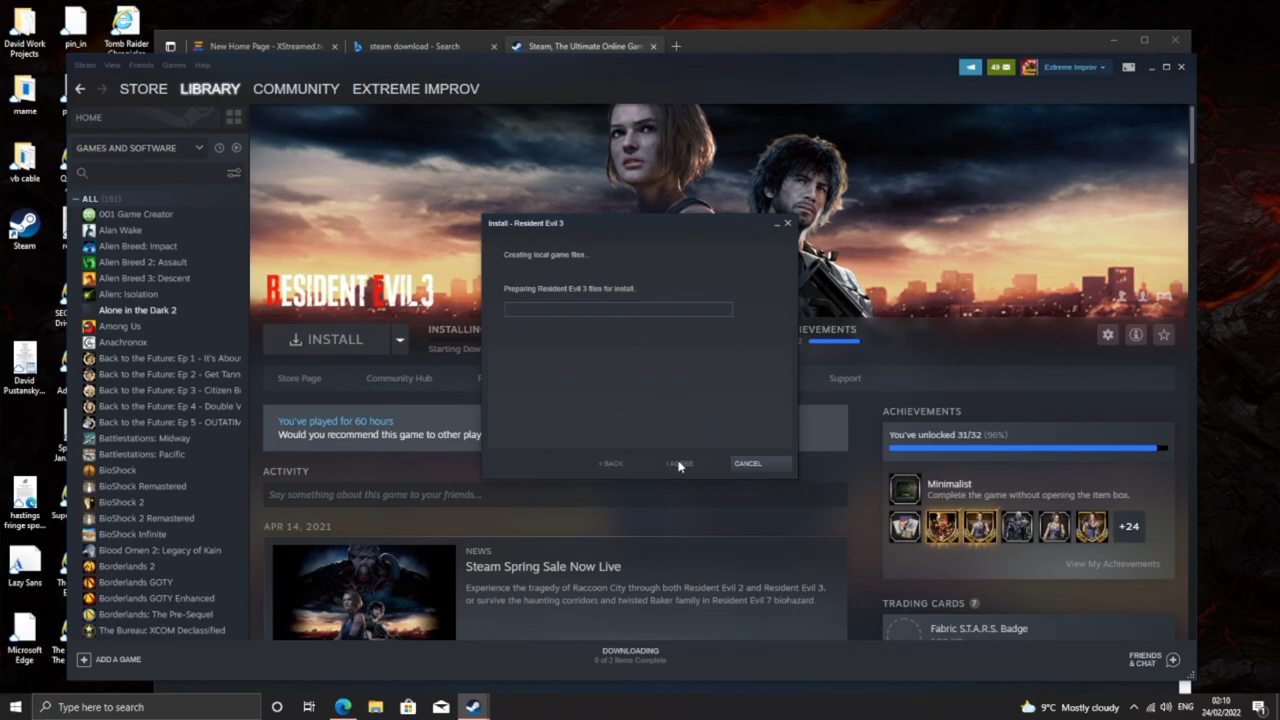 David Work
Projects
pin_in
Tomb Raider
mame
vb cable
Steam
David
Pustansky...
hastings
fringe spo...
Lazy Sans
Microsoft
Edge
New Home Page - XStreamed.tv
steam download - Search
Steam, The Ultimate Online Gam
Steam View Friends Games Help
49
Extreme Improv
STORE LIBRARY COMMUNITY EXTREME IMPROV
HOME
GAMES AND SOFTWARE
ALL (181)
001 Game Creator
Alan Wake
Alien Breed: Impact
Alien Breed 2: Assault
Alien Breed 3: Descent
Alien: Isolation
Alone in the Dark 2
Among Us
Anachronox
Back to the Future: Ep 1 - It's Abou
Back to the Future: Ep 2 - Get Tann
Back to the Future: Ep 3 - Citizen B
Back to the Future: Ep 4 - Double V
Back to the Future: Ep 5 - OUTATIM
Battlestations: Midway
Battlestations: Pacific
BioShock
BioShock Remastered
BioShock 2
BioShock 2 Remastered
BioShock Infinite
Blood Omen 2: Legacy of Kain
Borderlands 2
Borderlands GOTY
Borderlands GOTY Enhanced
Borderlands: The Pre-Sequel
The Bureau: XCOM Declassified
ADD A GAME
RESIDENT EVIL 3
Install - Resident Evil 3
Creating local game files...
Preparing Resident Evil 3 files for install...
< BACK
I AGREE
CANCEL
INSTALL
INSTALLIN
Starting Dow
IEVEMENTS
Store Page
Community Hub
Support
You've played for 60 hours
Would you recommend this game to other play
ACTIVITY
Say something about this game to your friends...
APR 14, 2021
NEWS
Steam Spring Sale Now Live
Experience the tragedy of Raccoon City through both Resident Evil 2 and Resident Evil 3.
or survive the haunting corridors and twisted Baker family in Resident Evil 7 biohazard.
ACHIEVEMENTS
You've unlocked 31/32 (96%)
Minimalist
Complete the game without opening the item box.
+24
View My Achievements
TRADING CARDS ?
Fabric S.T.A.R.S. Badge
DOWNLOADING
0 of 2 Items Complete
FRIENDS
& CHAT
Type here to search
9°C Mostly cloudy
ENG
02:10
24/02/2022